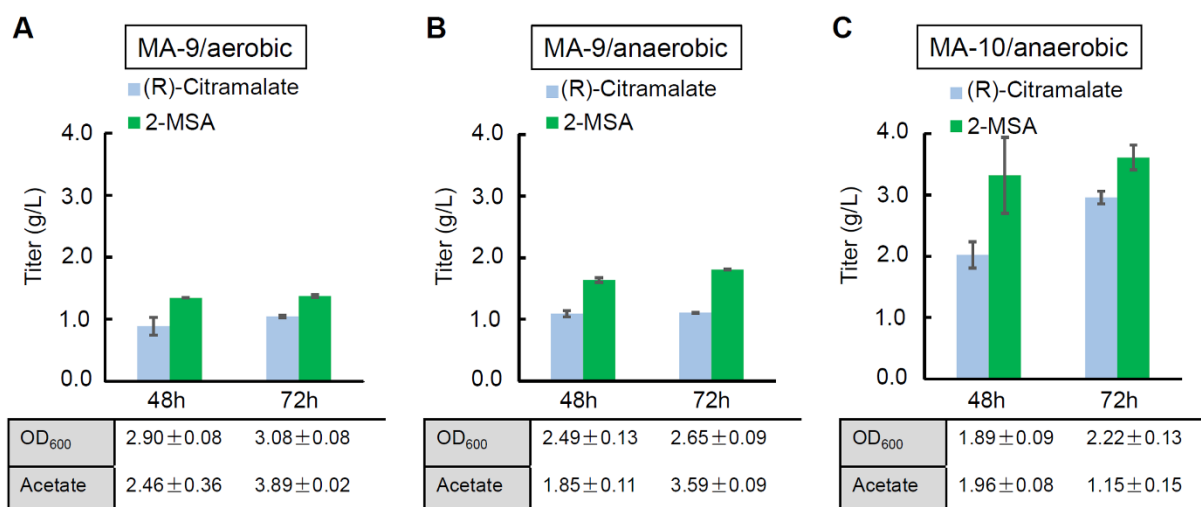 A
MA-9/aerobic
(R)-Citramalate
2-MSA
Titer (g/L)
4.0
3.0
2.0
1.0
0.0
48h 72h
OD₆₀₀ 2.90±0.08 3.08±0.08
Acetate 2.46±0.36 3.89±0.02
B
MA-9/anaerobic
(R)-Citramalate
2-MSA
Titer (g/L)
4.0
3.0
2.0
1.0
0.0
48h 72h
OD₆₀₀ 2.49±0.13 2.65±0.09
Acetate 1.85±0.11 3.59±0.09
C
MA-10/anaerobic
(R)-Citramalate
2-MSA
Titer (g/L)
4.0
3.0
2.0
1.0
0.0
48h 72h
OD₆₀₀ 1.89±0.09 2.22±0.13
Acetate 1.96±0.08 1.15±0.15